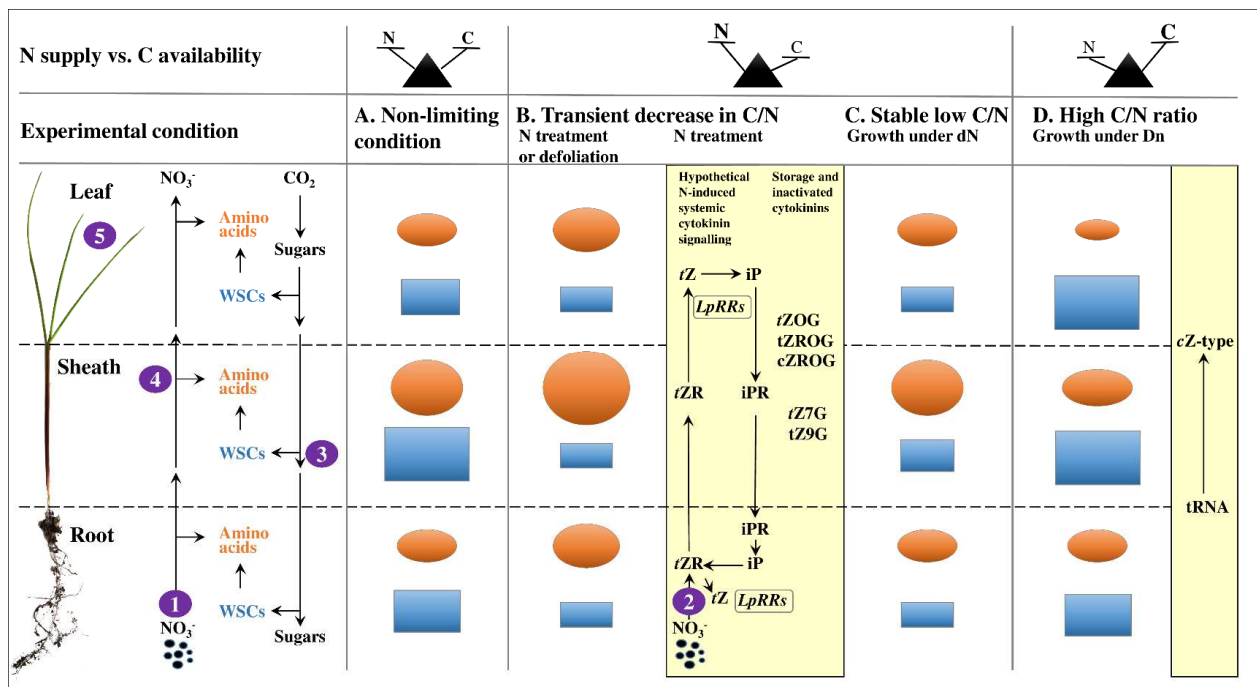 N C N C N C
N supply vs. C availability
Experimental condition
A. Non-limiting
condition
B. Transient decrease in C/N
N treatment
or defoliation
N treatment
C. Stable low C/N
Growth under dN
D. High C/N ratio
Growth under Dn
Leaf
5
NO3-
CO2
Amino
acids
Sugars
WSCs
Hypothetical
N-induced
systemic
cytokinin
signalling
Storage and
inactivated
cytokinins
tZ iP
LpRRs
tZOG
tZROG
cZROG
cZ-type
Sheath
4
Amino
acids
WSCs
3
tZR iPR
tZ7G
tZ9G
Root
Amino
acids
WSCs
Sugars
1
NO3-
iPR
tZR iP
2
tZ LpRRs
NO3-
tRNA